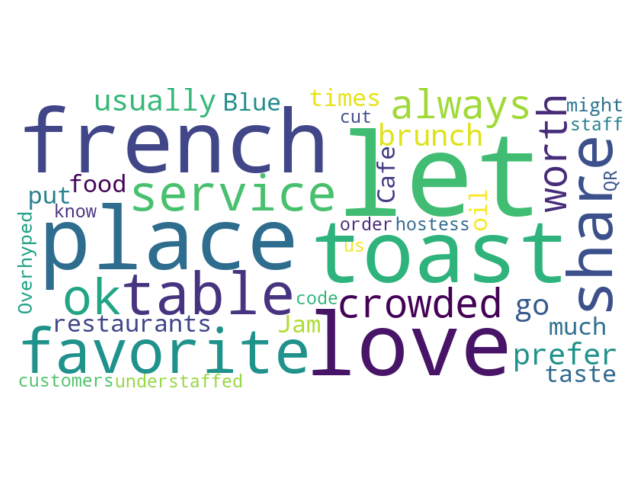 usually Blue times always might
cut staff
french let brunch worth
Cafe QR
put food service share
know oil
Overhyped place order hostess
us toast
ok table code crowded go
restaurants Jam much
favorite love prefer
customers understaffed taste